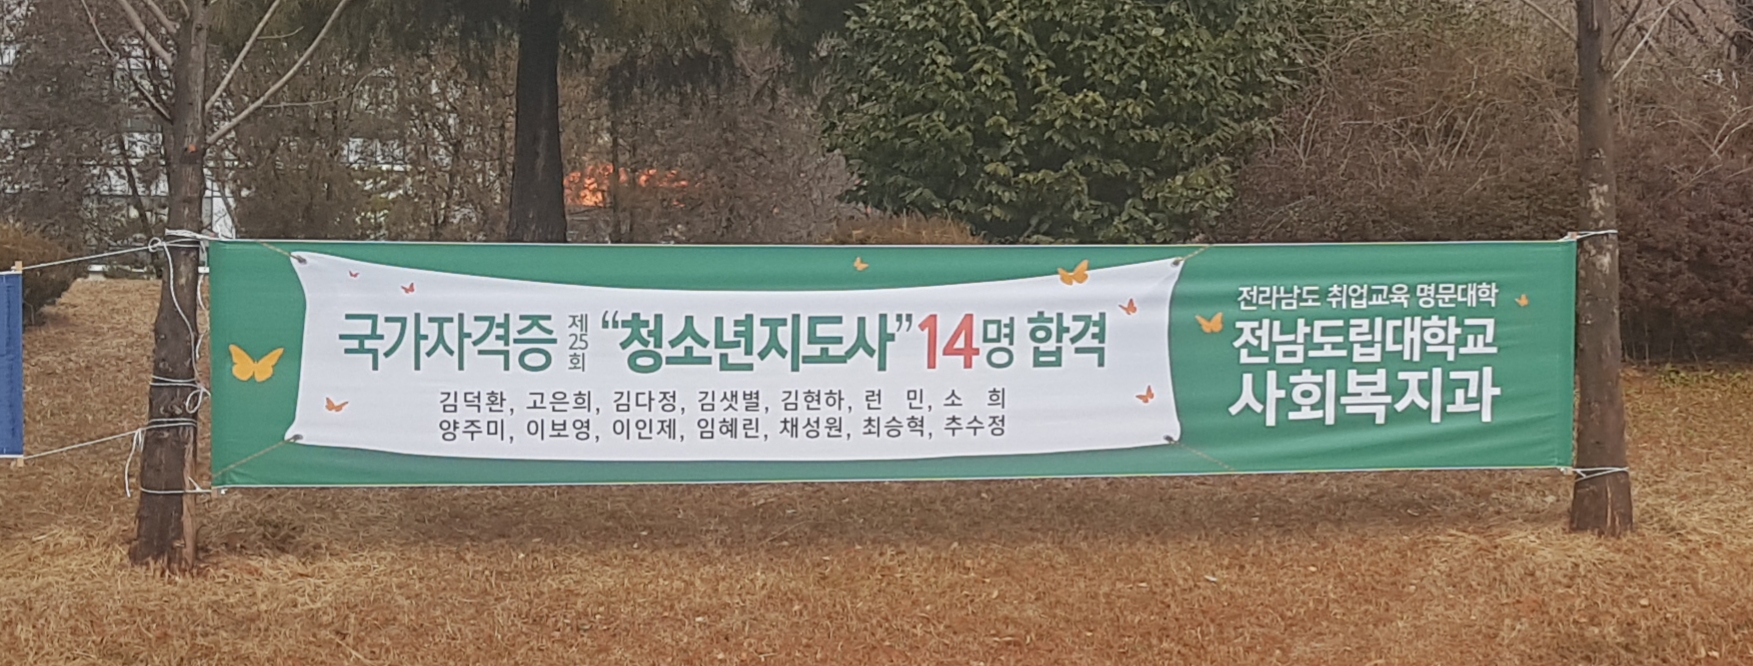 국가자격증 제25회 “청소년지도사” 14명 합격
김덕환, 고은희, 김다정, 김샛별, 김현하, 런 민, 소 희
양주미, 이보영, 이인제, 임혜린, 채성원, 최승혁, 추수정
전라남도 취업교육 명문대학
전남도립대학교
사회복지과